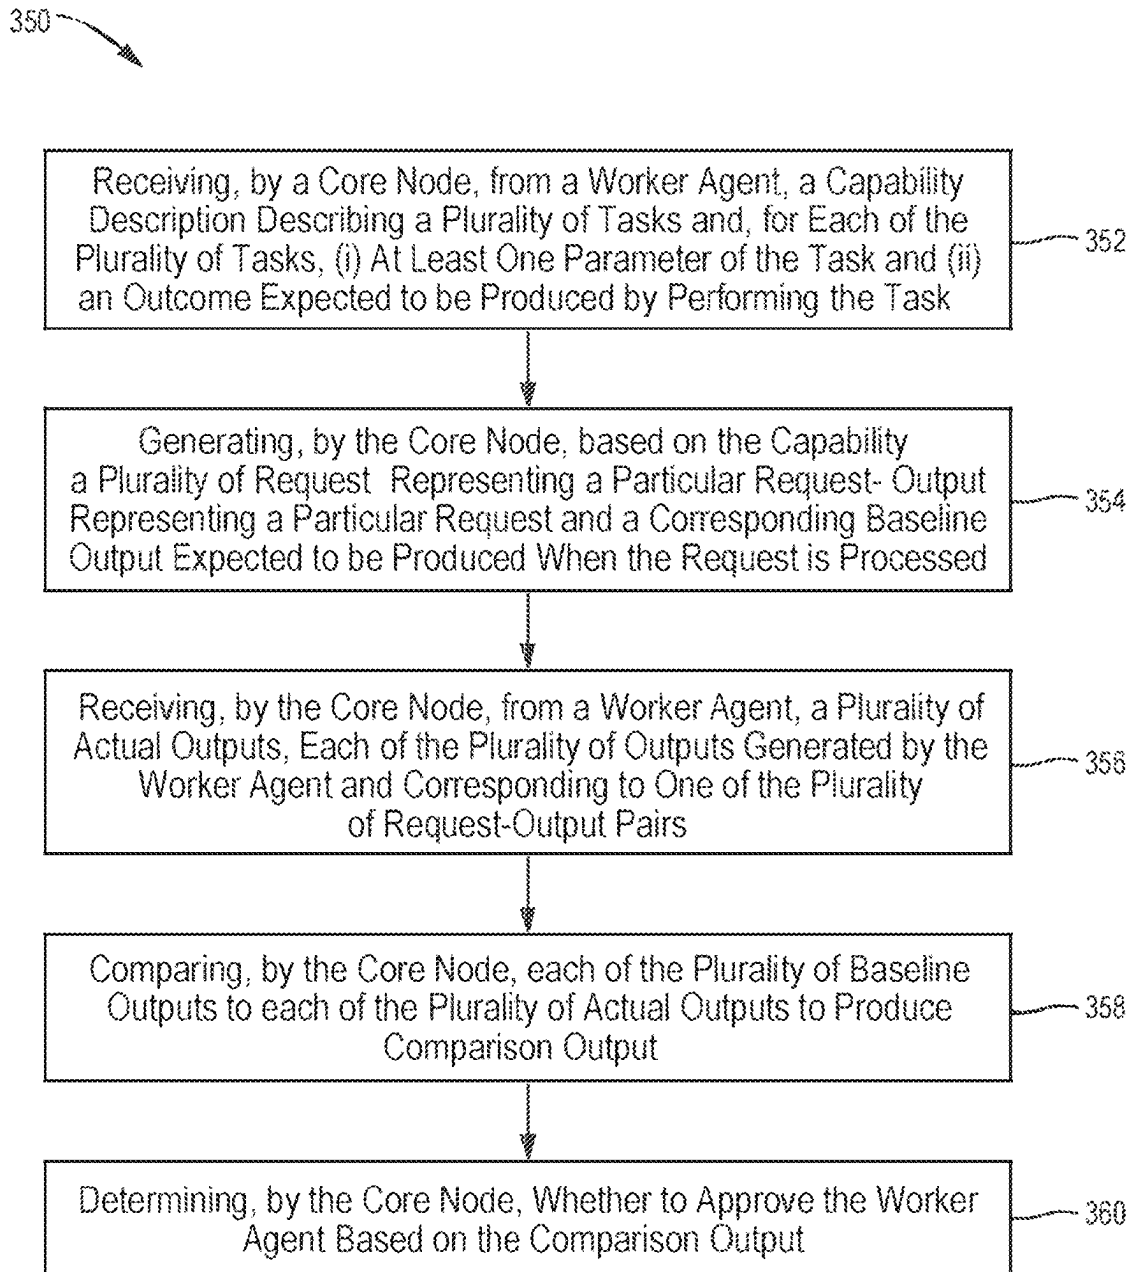 350
Receiving, by a Core Node, from a Worker Agent, a Capability
Description Describing a Plurality of Tasks and, for Each of the
Plurality of Tasks, (i) At Least One Parameter of the Task and (ii)
an Outcome Expected to be Produced by Performing the Task
352
Generating, by the Core Node, based on the Capability
a Plurality of Request Representing a Particular Request- Output
Representing a Particular Request and a Corresponding Baseline
Output Expected to be Produced When the Request is Processed
354
Receiving, by the Core Node, from a Worker Agent, a Plurality of
Actual Outputs, Each of the Plurality of Outputs Generated by the
Worker Agent and Corresponding to One of the Plurality
of Request-Output Pairs
356
Comparing, by the Core Node, each of the Plurality of Baseline
Outputs to each of the Plurality of Actual Outputs to Produce
Comparison Output
358
Determining, by the Core Node, Whether to Approve the Worker
Agent Based on the Comparison Output
360